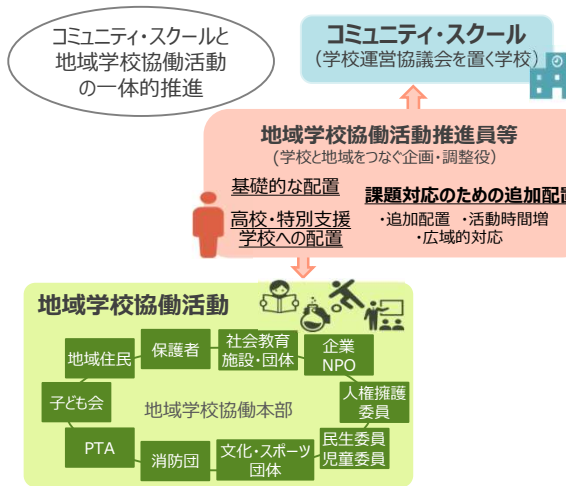 コミュニティ・スクールと
地域学校協働活動
の一体的推進
コミュニティ・スクール
（学校運営協議会を置く学校）
地域学校協働活動推進員等
（学校と地域をつなぐ企画・調整役）
基礎的な配置
高校・特別支援
学校への配置
課題対応のための追加配置
・追加配置 ・活動時間増
・広域的対応
地域学校協働活動
地域住民
保護者
社会教育
施設・団体
企業
NPO
子ども会
地域学校協働本部
人権擁護
委員
PTA
消防団
文化・スポーツ
団体
民生委員
児童委員